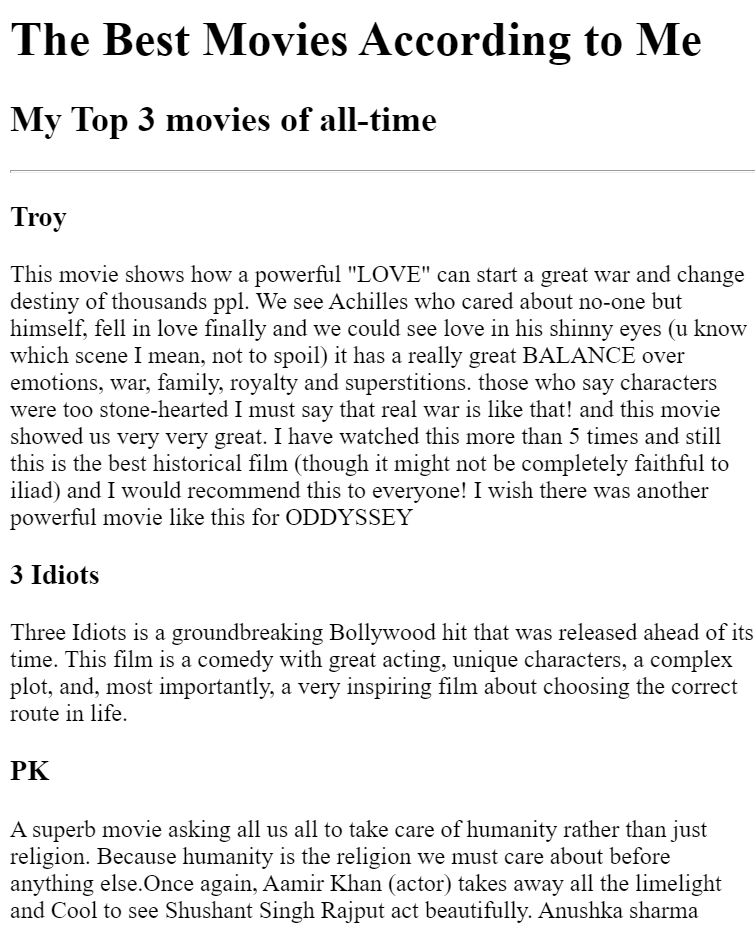 The Best Movies According to Me
My Top 3 movies of all-time
Troy
This movie shows how a powerful "LOVE" can start a great war and change
destiny of thousands ppl. We see Achilles who cared about no-one but
himself, fell in love finally and we could see love in his shinny eyes (u know
which scene I mean, not to spoil) it has a really great BALANCE over
emotions, war, family, royalty and superstitions. those who say characters
were too stone-hearted I must say that real war is like that! and this movie
showed us very very great. I have watched this more than 5 times and still
this is the best historical film (though it might not be completely faithful to
iliad) and I would recommend this to everyone! I wish there was another
powerful movie like this for ODDYSSEY
3 Idiots
Three Idiots is a groundbreaking Bollywood hit that was released ahead of its
time. This film is a comedy with great acting, unique characters, a complex
plot, and, most importantly, a very inspiring film about choosing the correct
route in life.
PK
A superb movie asking all us all to take care of humanity rather than just
religion. Because humanity is the religion we must care about before
anything else.Once again, Aamir Khan (actor) takes away all the limelight
and Cool to see Shushant Singh Rajput act beautifully. Anushka sharma